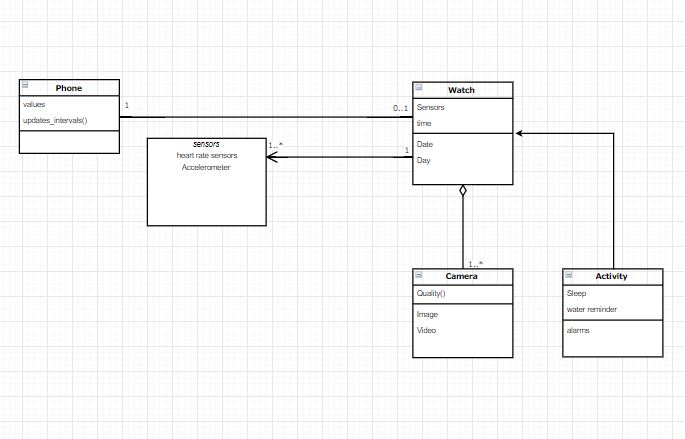 Phone
values
updates_intervals()
1
0..1
Watch
Sensors
time
Date
Day
sensors
heart rate sensors
Accelerometer
1..*
1
1..*
Camera
Quality()
Image
Video
Activity
Sleep
water reminder
alarms